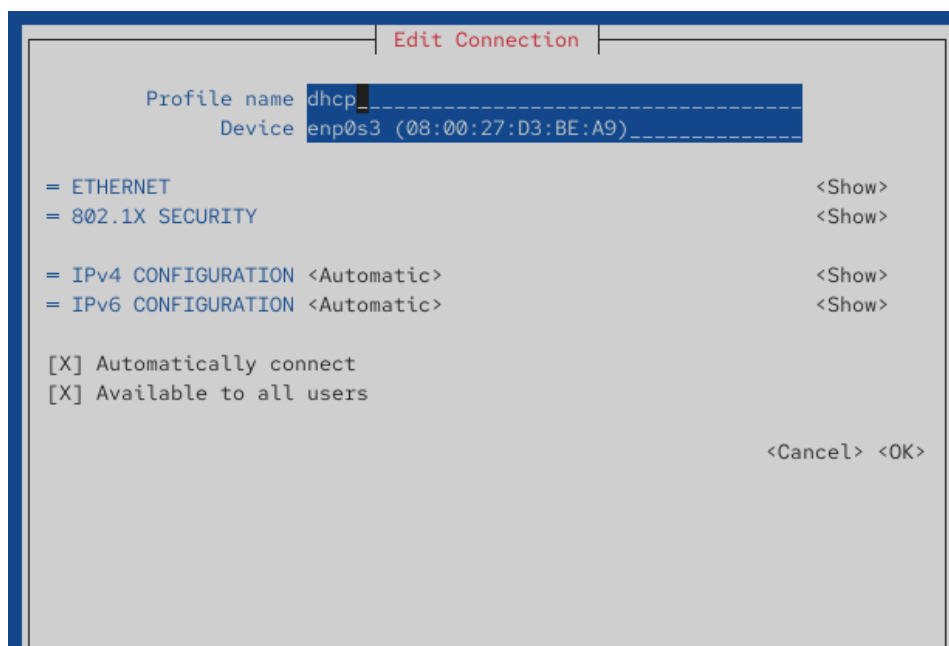 Edit Connection
Profile name dhcp
Device enp0s3 (08:00:27:D3:BE:A9)
= ETHERNET <Show>
= 802.1X SECURITY <Show>
= IPv4 CONFIGURATION <Automatic> <Show>
= IPv6 CONFIGURATION <Automatic> <Show>
[X] Automatically connect
[X] Available to all users
<Cancel> <OK>